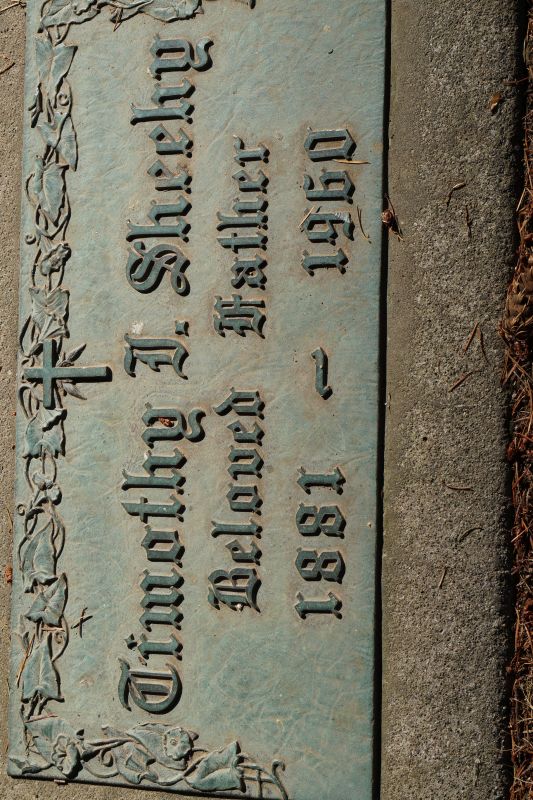 Timothy J. Sheehy
Beloved Father
1881 ~ 1960